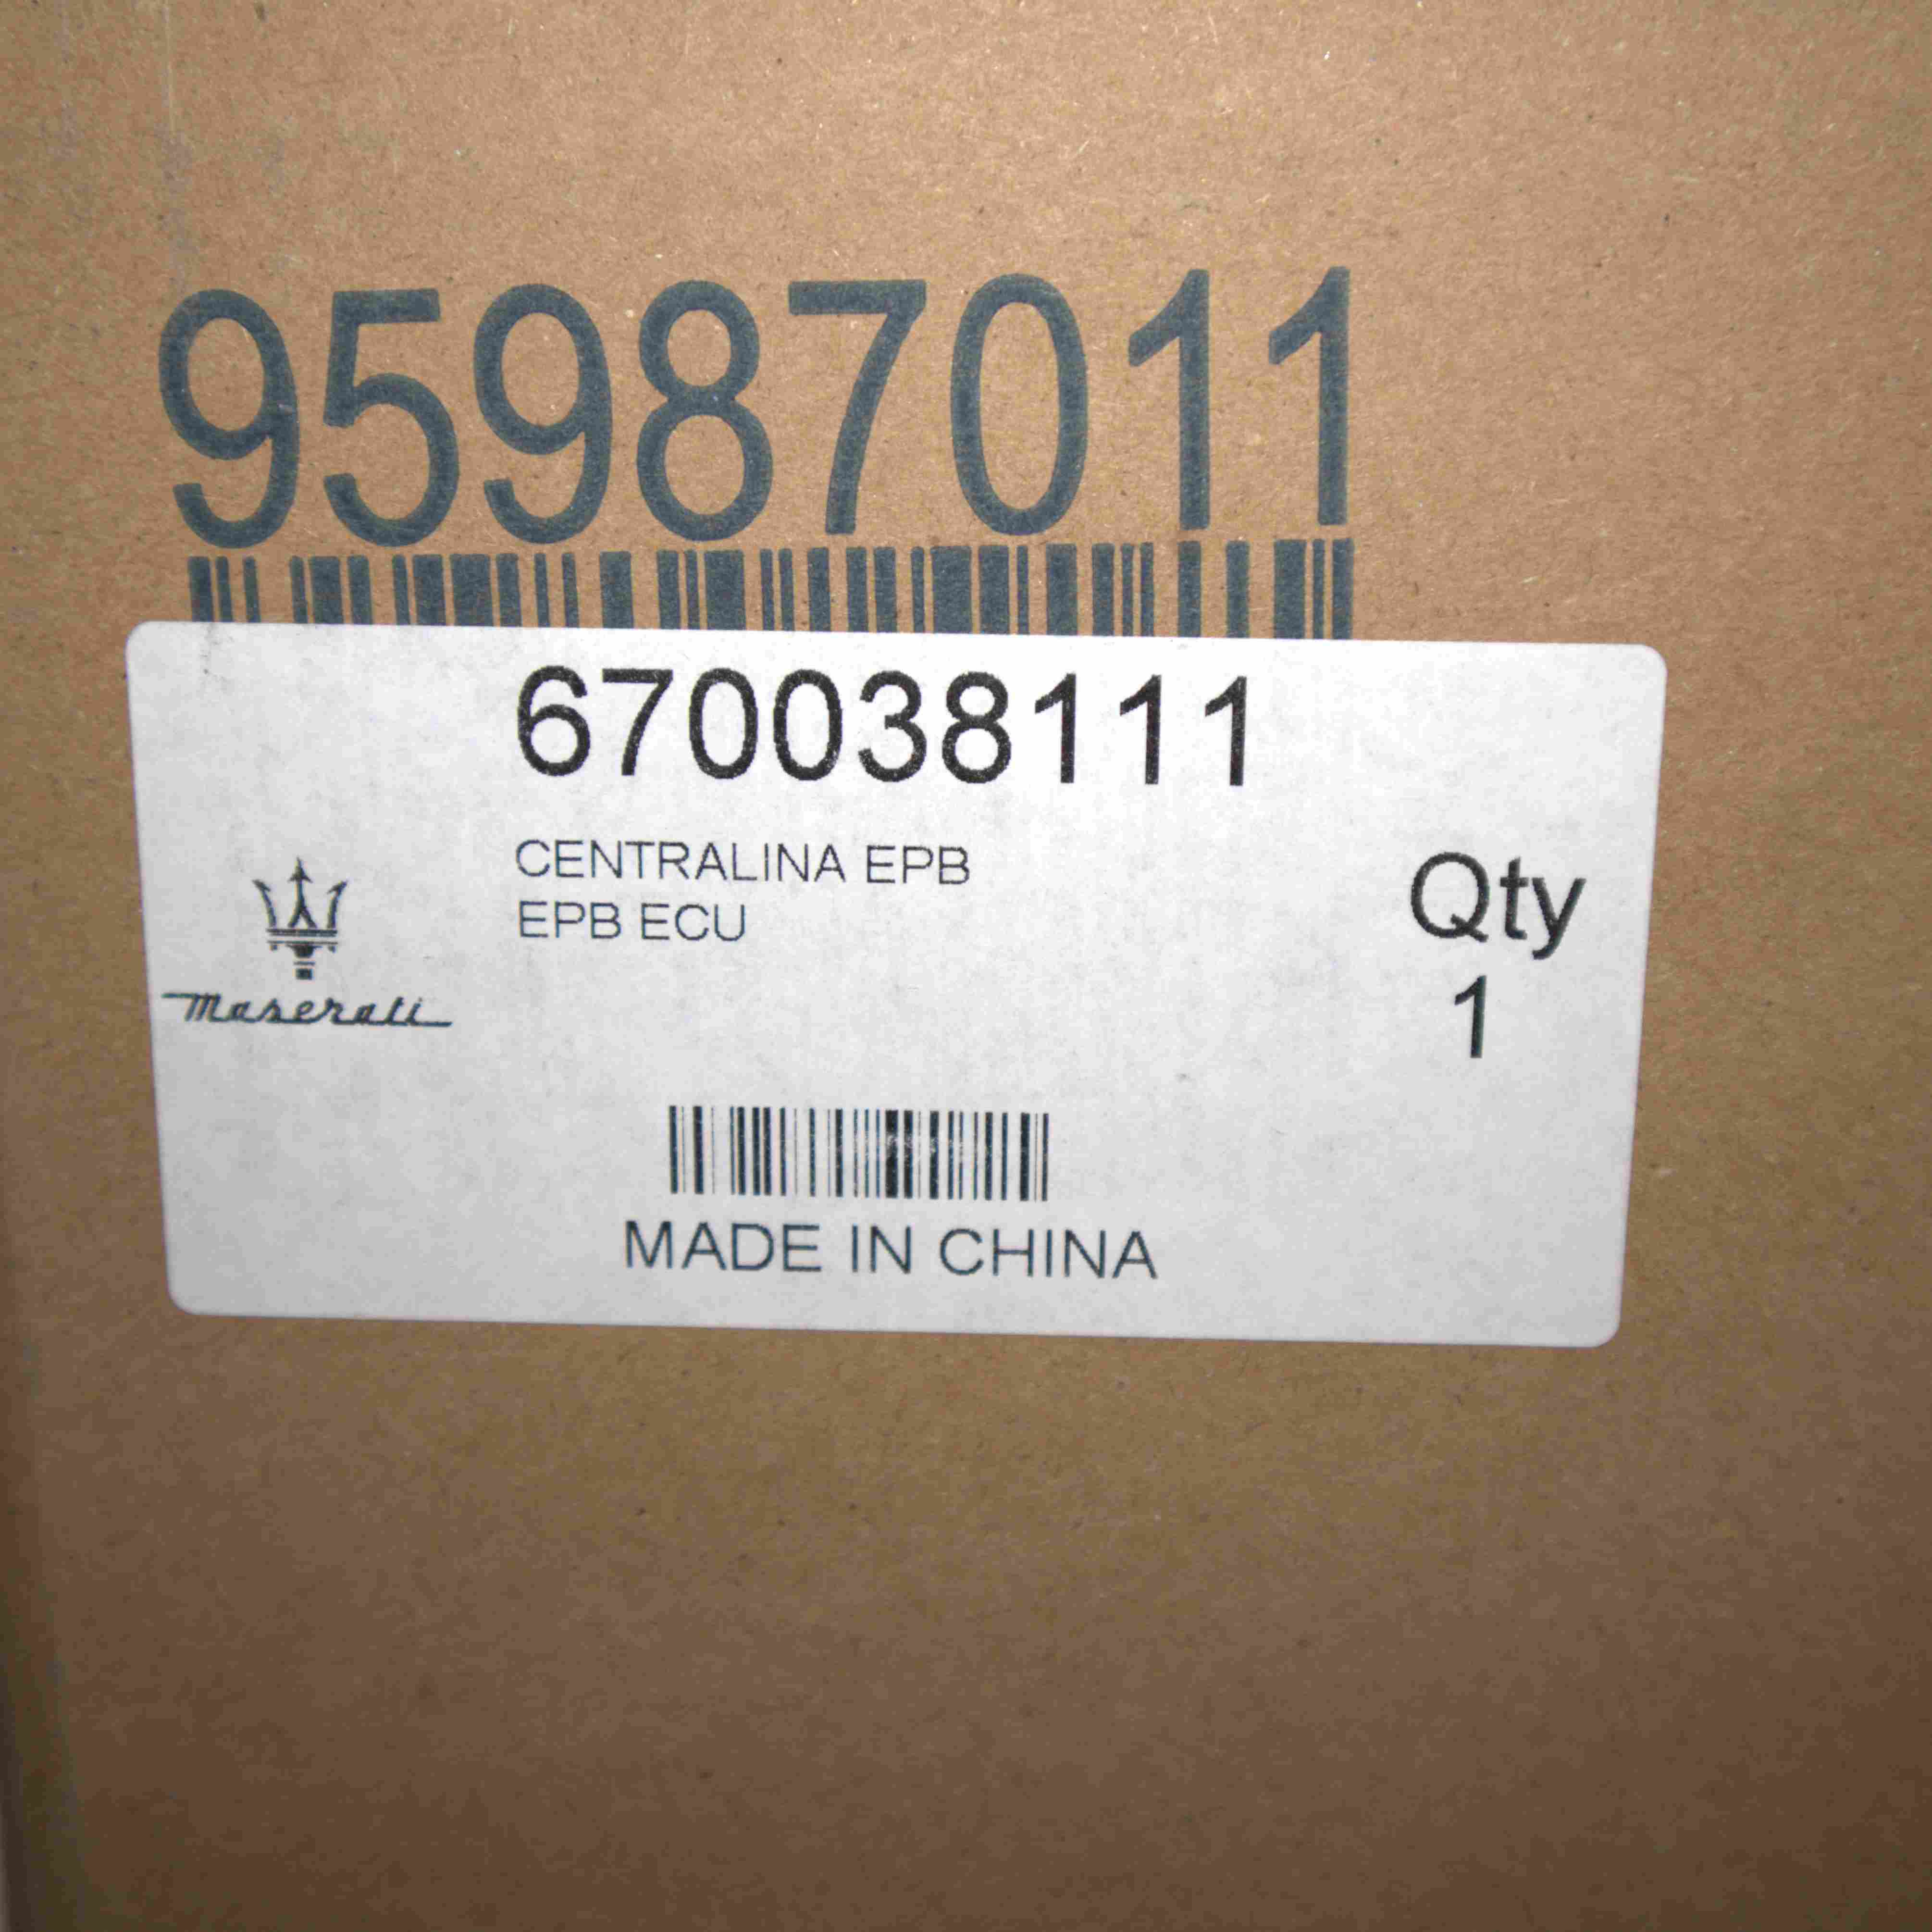 95987011
670038111
CENTRALINA EPB
EPB ECU
Qty
1
Maserati
MADE IN CHINA